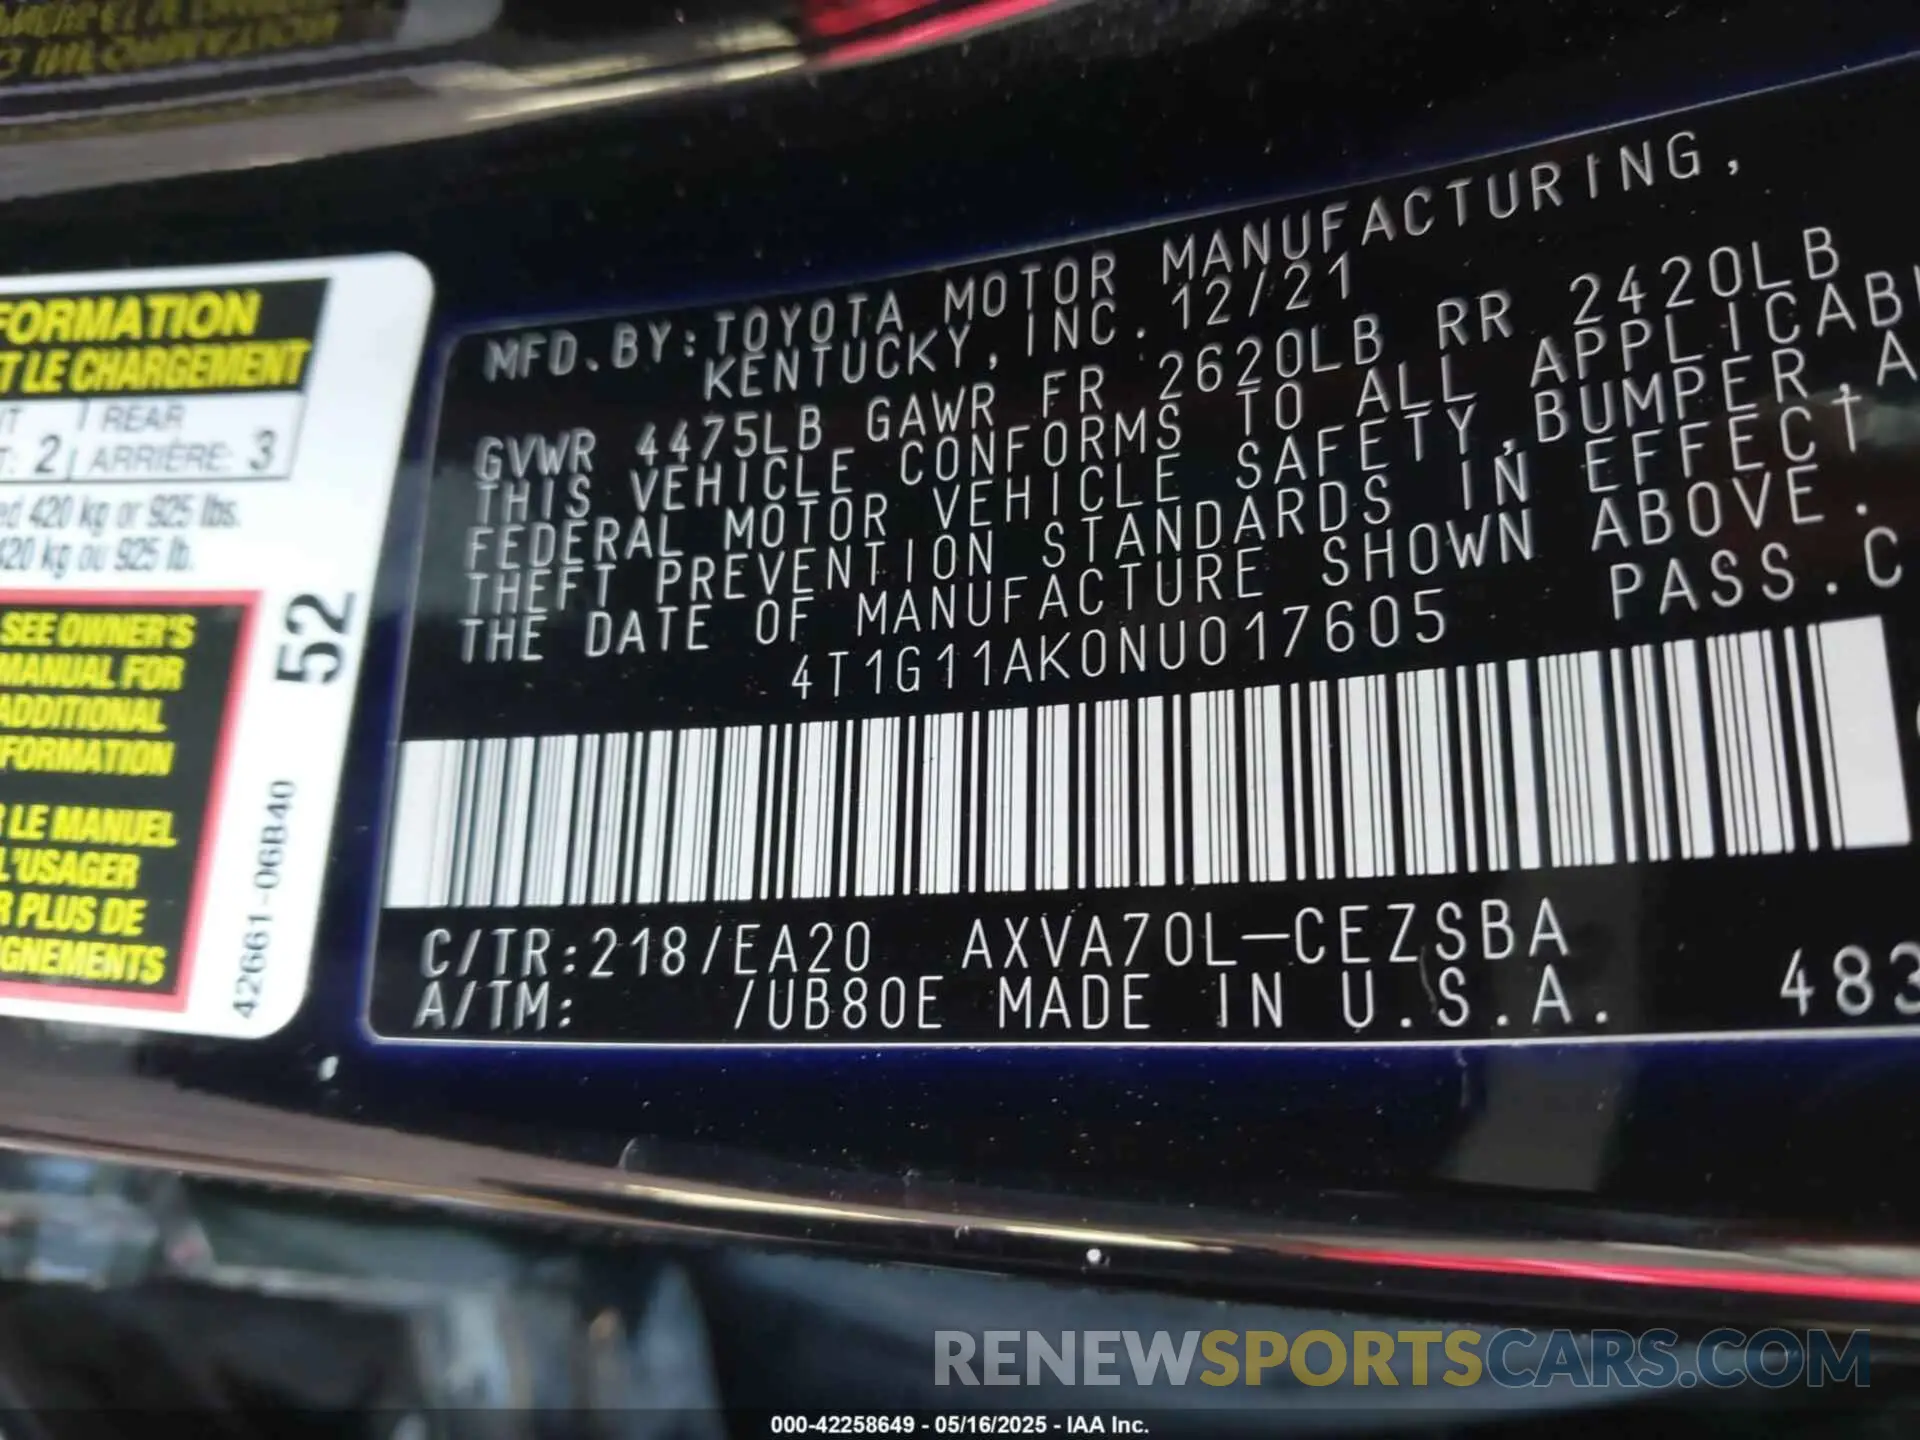 FORMATION
T LE CHARGEMENT
REAR
2 ARRIÈRE: 3
420 kg or 925 lbs.
420 kg ou 925 lb.
SEE OWNER'S
MANUAL FOR
ADDITIONAL
FORMATION
LE MANUEL
L'USAGER
R PLUS DE
IGNEMENTS
52
42661-06B40
MFD.BY:TOYOTA MOTOR MANUFACTURING,
KENTUCKY,INC. 12/21
GVWR 4475LB GAWR FR 2620LB RR 2420LB
THIS VEHICLE CONFORMS TO ALL APPLICABL
FEDERAL MOTOR VEHICLE SAFETY,BUMPER,A
THEFT PREVENTION STANDARDS IN EFFECT
THE DATE OF MANUFACTURE SHOWN ABOVE.
4T1G11AK0NU017605 PASS.C
C/TR:218/EA20 AXVA70L-CEZSBA
A/TM: /UB80E MADE IN U.S.A. 483
RENEWSPORTSCARS.COM
000-42258649 - 05/16/2025 - IAA Inc.